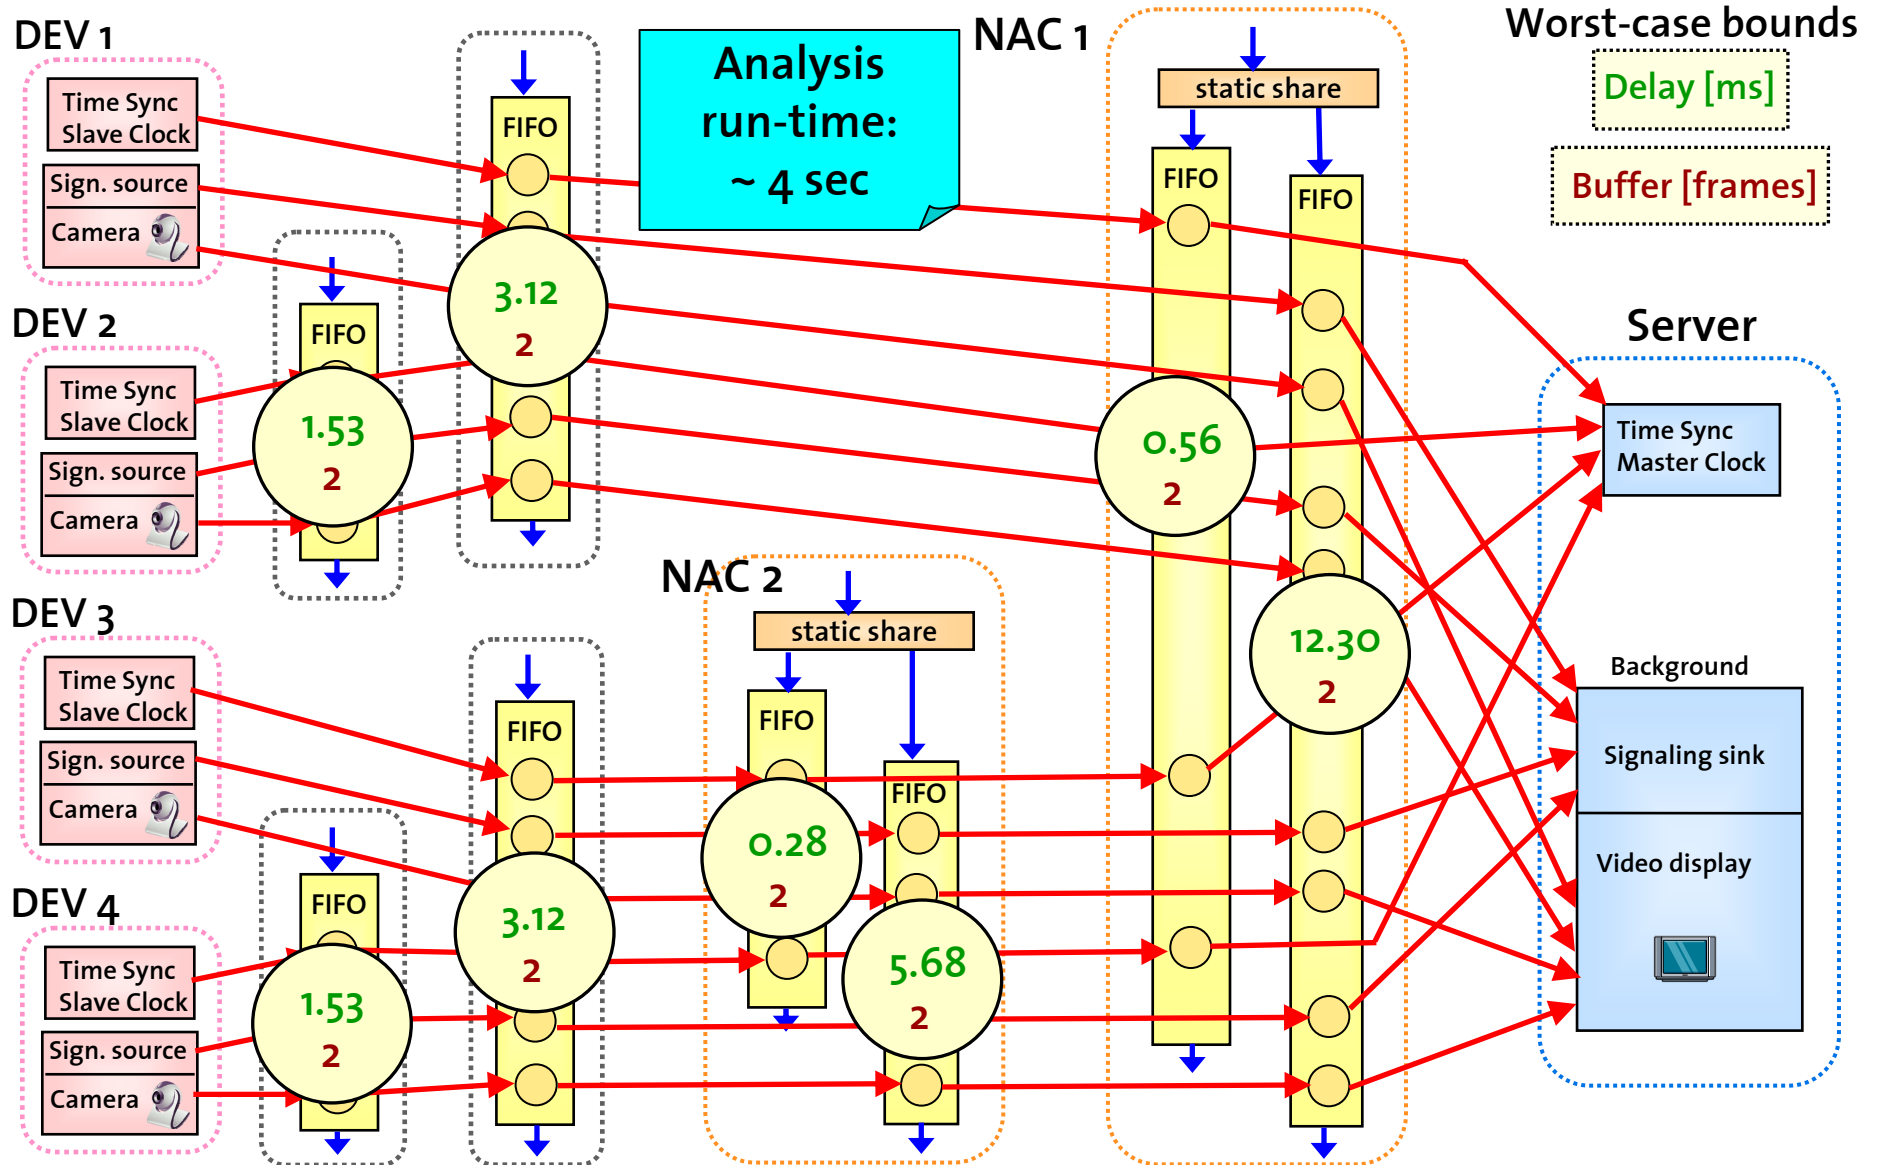 DEV 1
Time Sync
Slave Clock
Sign. source
Camera
DEV 2
Time Sync
Slave Clock
Sign. source
Camera
DEV 3
Time Sync
Slave Clock
Sign. source
Camera
DEV 4
Time Sync
Slave Clock
Sign. source
Camera
FIFO
1.53
2
FIFO
3.12
2
FIFO
1.53
2
FIFO
3.12
2
Analysis
run-time:
~ 4 sec
NAC 2
static share
FIFO
0.28
2
FIFO
5.68
2
NAC 1
static share
FIFO
0.56
2
FIFO
12.30
2
Worst-case bounds
Delay [ms]
Buffer [frames]
Server
Time Sync
Master Clock
Background
Signaling sink
Video display